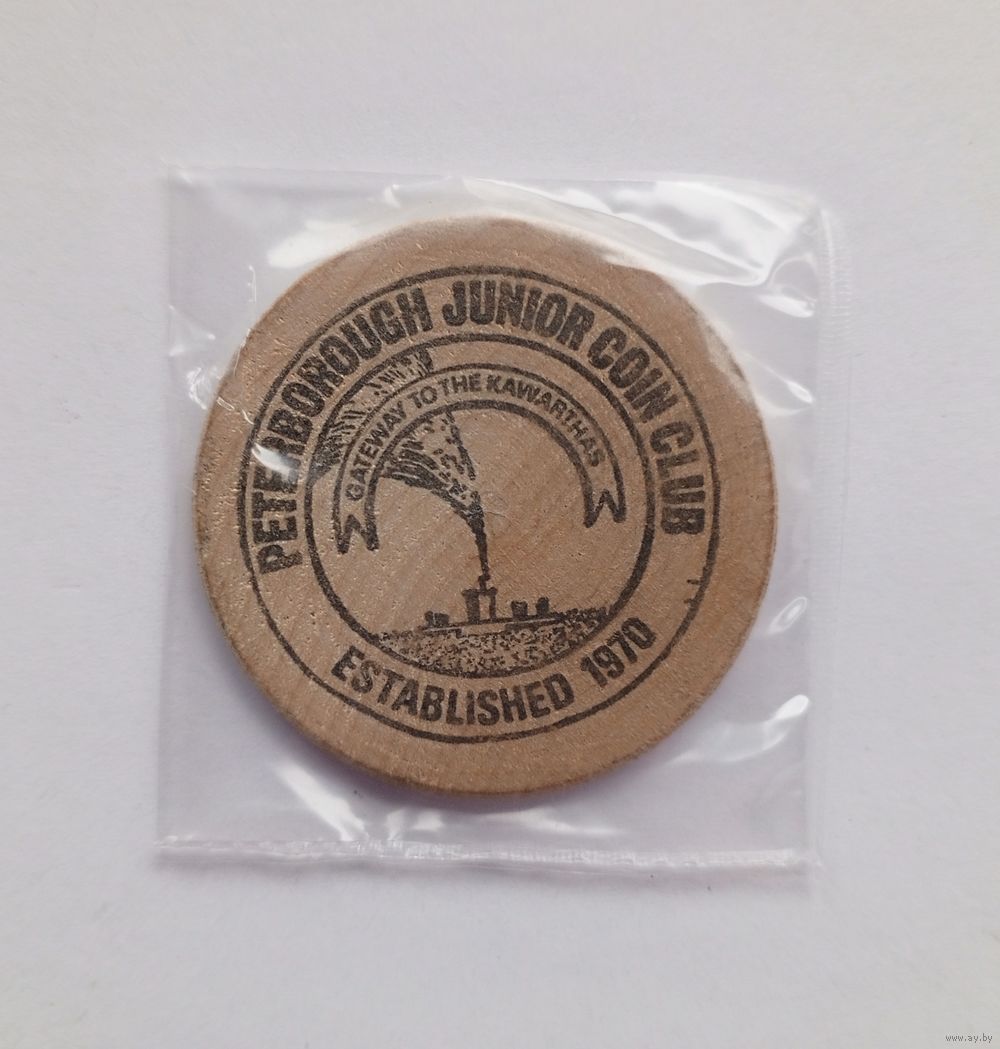 PETERBOROUGH JUNIOR COIN CLUB
GATEWAY TO THE KAWARTHAS
ESTABLISHED 1970
www.ay.by